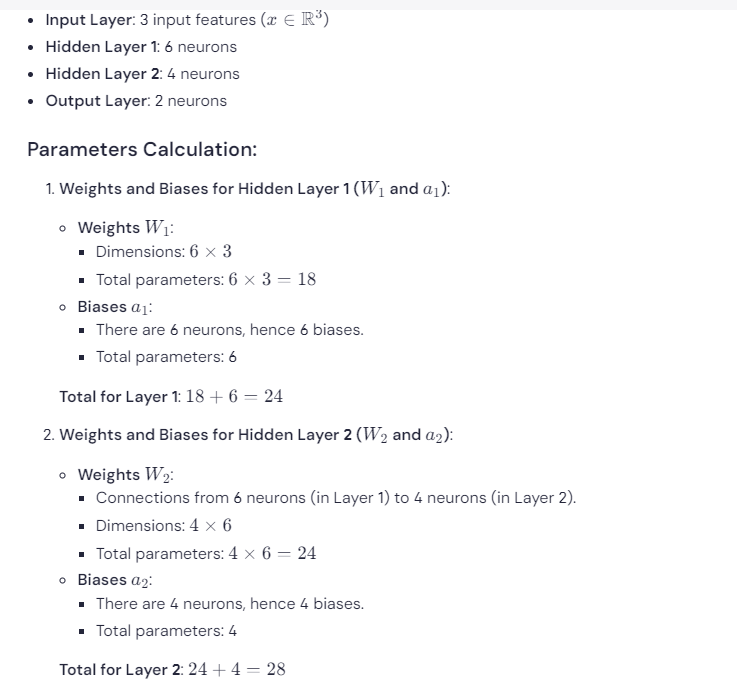 • Input Layer: 3 input features (x ∈ ℝ³)
• Hidden Layer 1: 6 neurons
• Hidden Layer 2: 4 neurons
• Output Layer: 2 neurons
Parameters Calculation:
1. Weights and Biases for Hidden Layer 1 (W₁ and a₁):
◦ Weights W₁:
▪ Dimensions: 6 × 3
▪ Total parameters: 6 × 3 = 18
◦ Biases a₁:
▪ There are 6 neurons, hence 6 biases.
▪ Total parameters: 6
Total for Layer 1: 18 + 6 = 24
2. Weights and Biases for Hidden Layer 2 (W₂ and a₂):
◦ Weights W₂:
▪ Connections from 6 neurons (in Layer 1) to 4 neurons (in Layer 2).
▪ Dimensions: 4 × 6
▪ Total parameters: 4 × 6 = 24
◦ Biases a₂:
▪ There are 4 neurons, hence 4 biases.
▪ Total parameters: 4
Total for Layer 2: 24 + 4 = 28